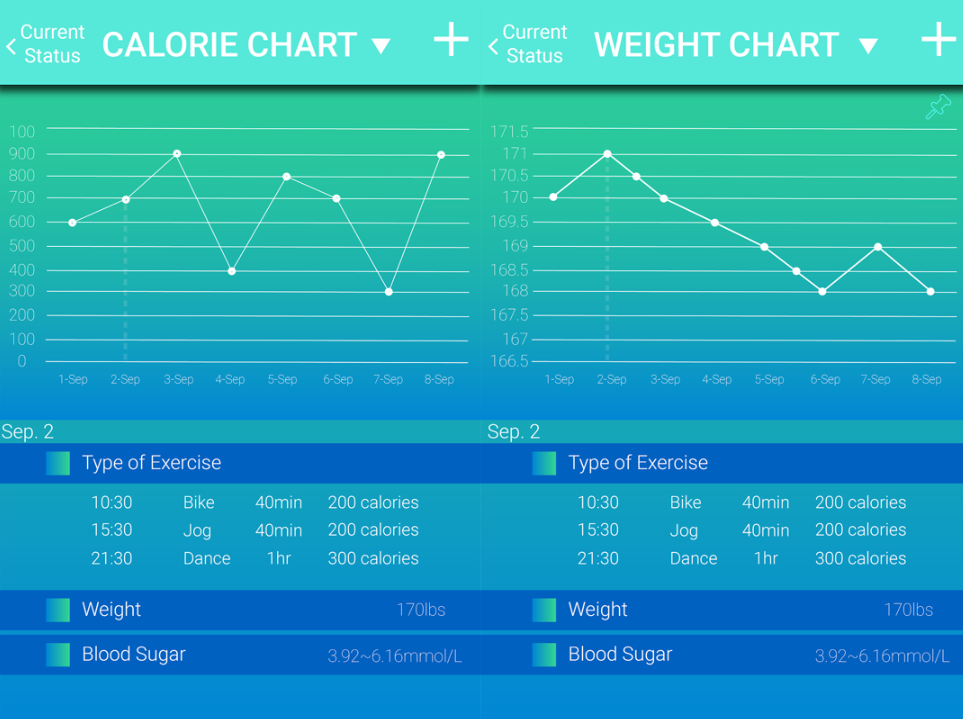 Current
Status
CALORIE CHART
100
900
800
700
600
500
400
300
200
100
0
1-Sep 2-Sep 3-Sep 4-Sep 5-Sep 6-Sep 7-Sep 8-Sep
Sep. 2
Type of Exercise
10:30 Bike 40min 200 calories
15:30 Jog 40min 200 calories
21:30 Dance 1hr 300 calories
Weight 170lbs
Blood Sugar 3.92~6.16mmol/L
Current
Status
WEIGHT CHART
171.5
171
170.5
170
169.5
169
168.5
168
167.5
167
166.5
1-Sep 2-Sep 3-Sep 4-Sep 5-Sep 6-Sep 7-Sep 8-Sep
Sep. 2
Type of Exercise
10:30 Bike 40min 200 calories
15:30 Jog 40min 200 calories
21:30 Dance 1hr 300 calories
Weight 170lbs
Blood Sugar 3.92~6.16mmol/L